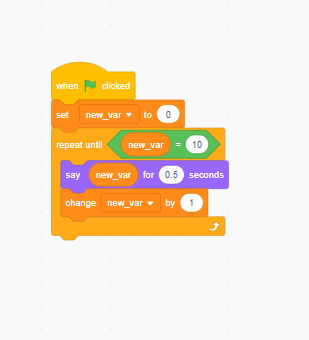 when clicked
set new_var to 0
repeat until new_var = 10
say new_var for 0.5 seconds
change new_var by 1